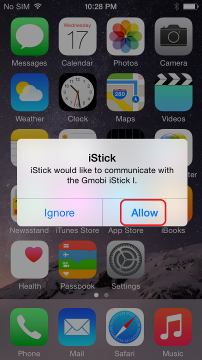 No SIM 10:28 PM
Wednesday
17
Messages Calendar Photos Camera
280
Weather Clock Maps Videos
iStick
iStick would like to communicate with
the Gmobi iStick I.
Ignore Allow
Newsstand iTunes Store App Store iBooks
Health Passbook Settings
Phone Mail Safari Music